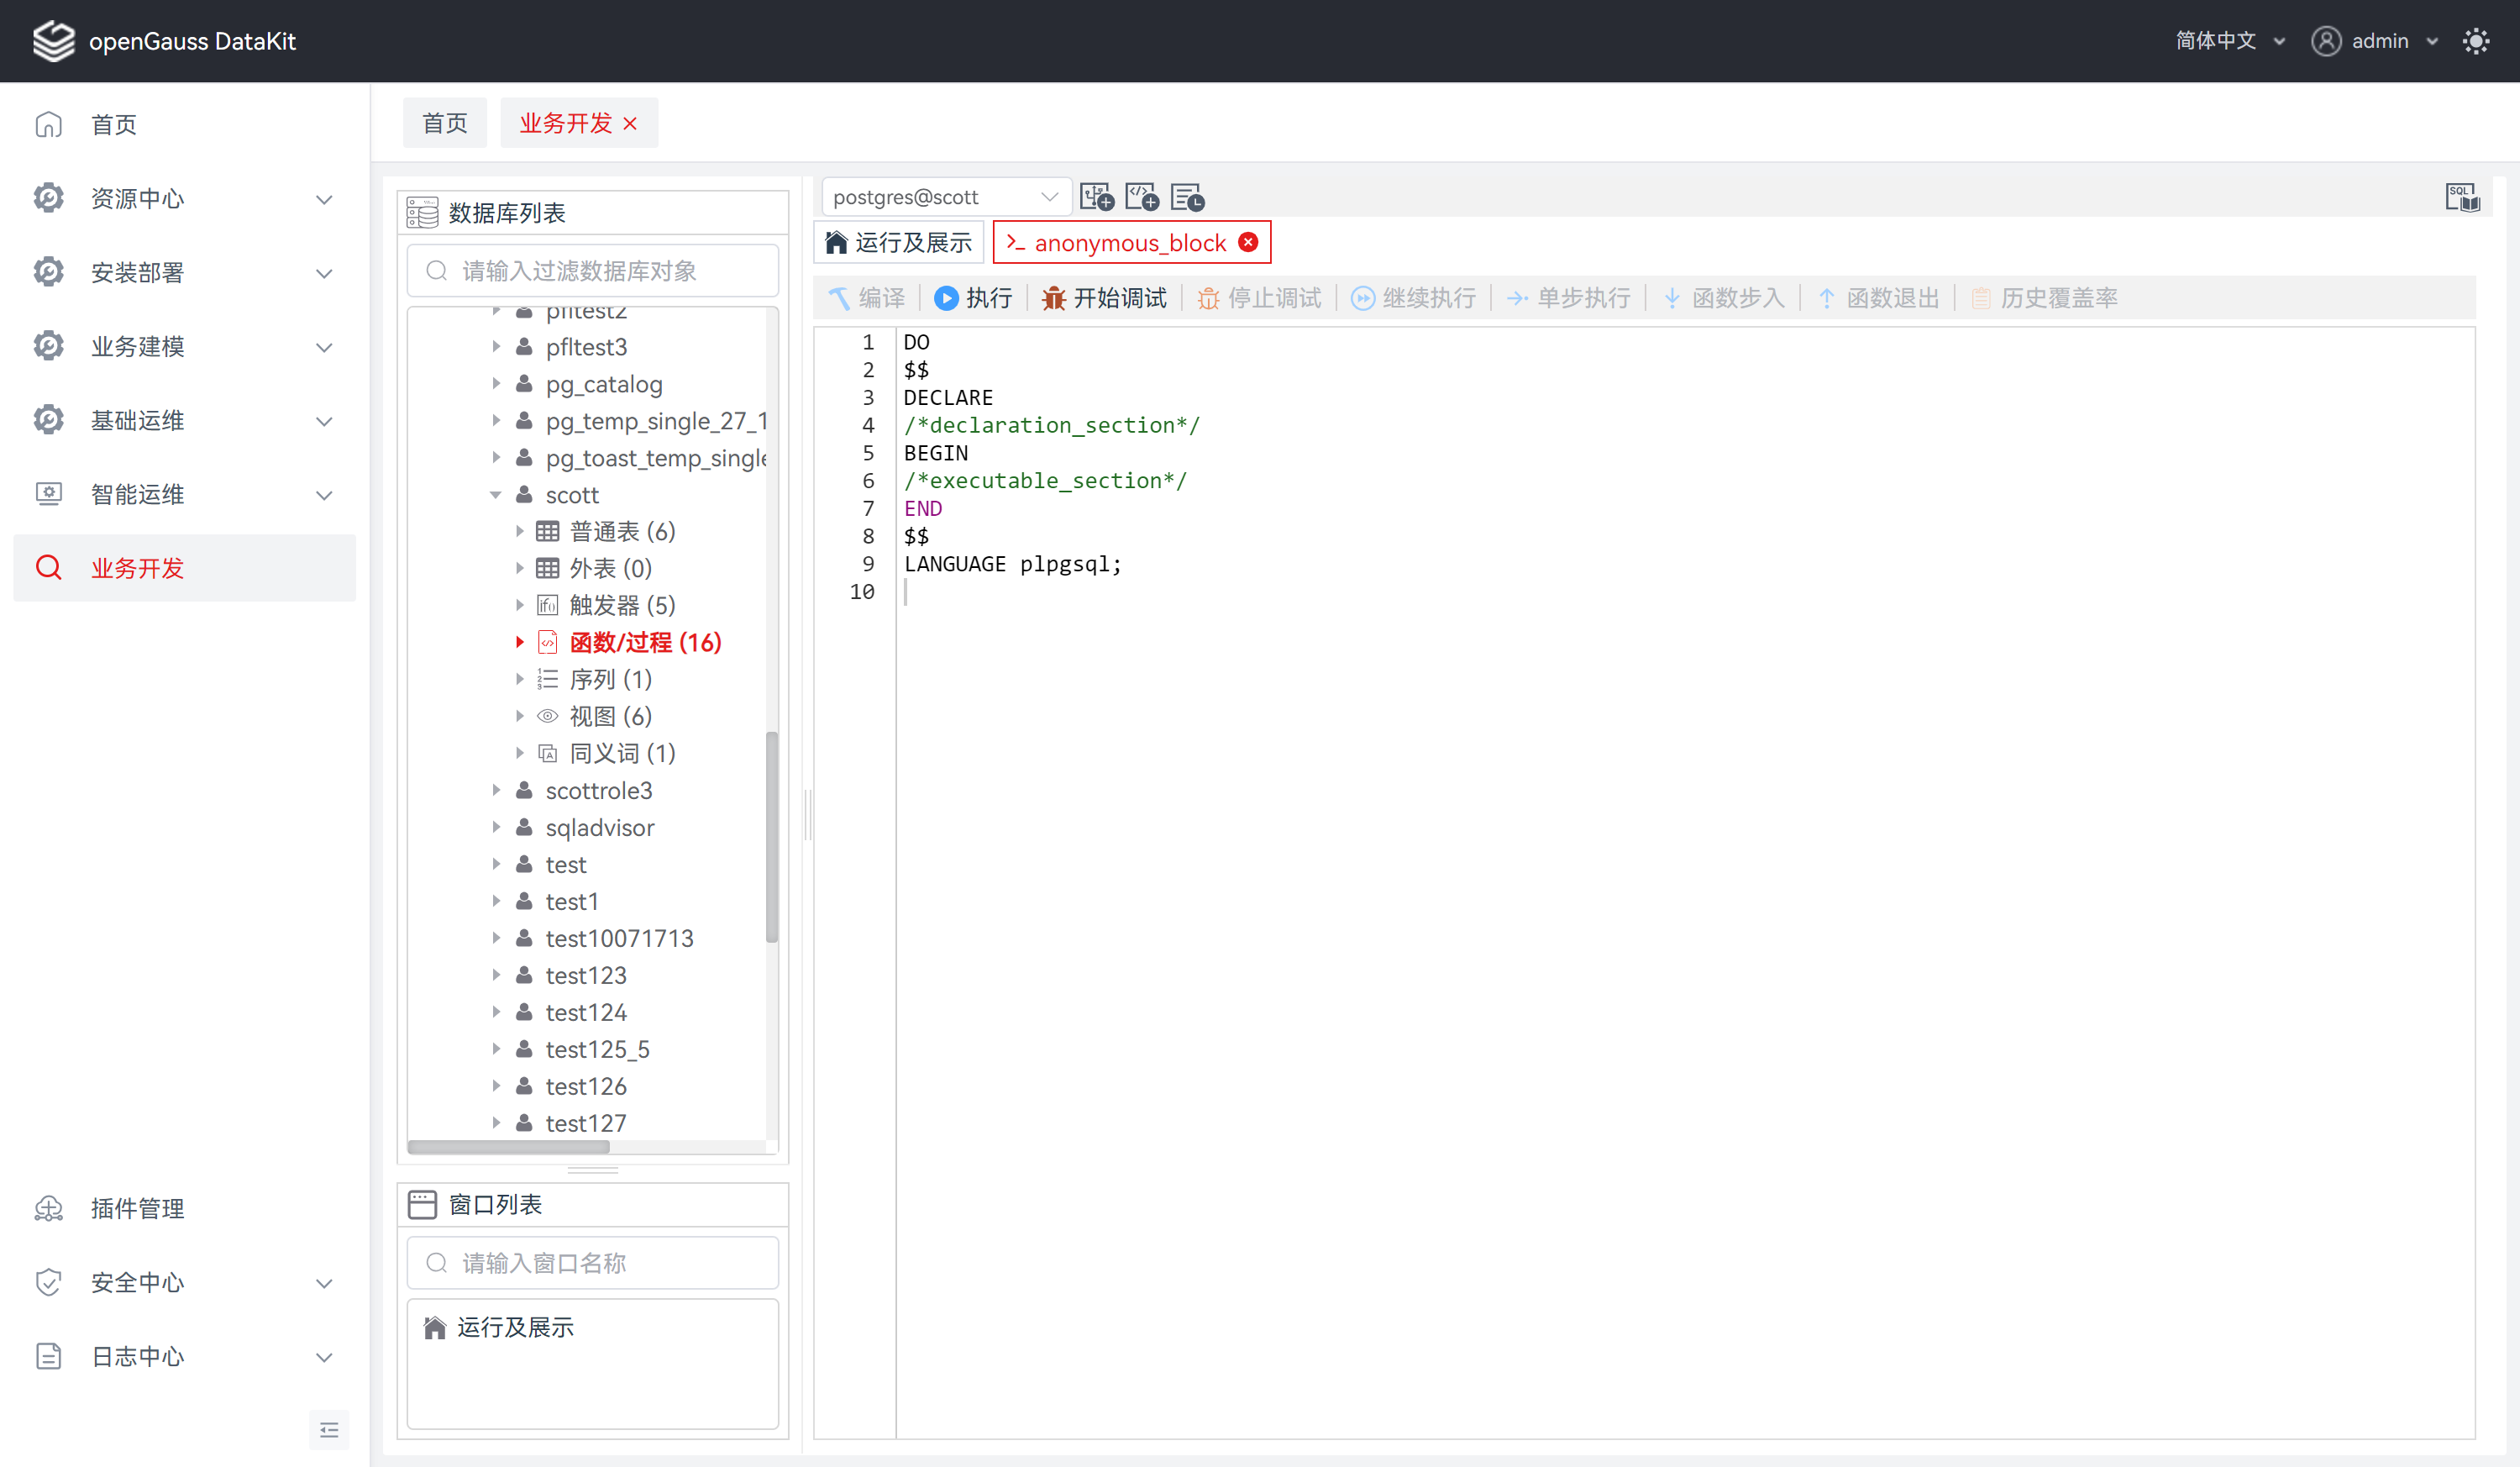 openGauss DataKit
简体中文
admin
首页
资源中心
安装部署
业务建模
基础运维
智能运维
业务开发
插件管理
安全中心
日志中心
首页
业务开发
数据库列表
请输入过滤数据库对象
pfltest2
pfltest3
pg_catalog
pg_temp_single_27_1
pg_toast_temp_single
scott
普通表 (6)
外表 (0)
触发器 (5)
函数/过程 (16)
序列 (1)
视图 (6)
同义词 (1)
scottrole3
sqladvisor
test
test1
test10071713
test123
test124
test125_5
test126
test127
窗口列表
请输入窗口名称
运行及展示
postgres@scott
SQL
运行及展示
anonymous_block
编译
执行
开始调试
停止调试
继续执行
单步执行
函数步入
函数退出
历史覆盖率
1 DO
2 $$
3 DECLARE
4 /*declaration_section*/
5 BEGIN
6 /*executable_section*/
7 END
8 $$
9 LANGUAGE plpgsql;
10